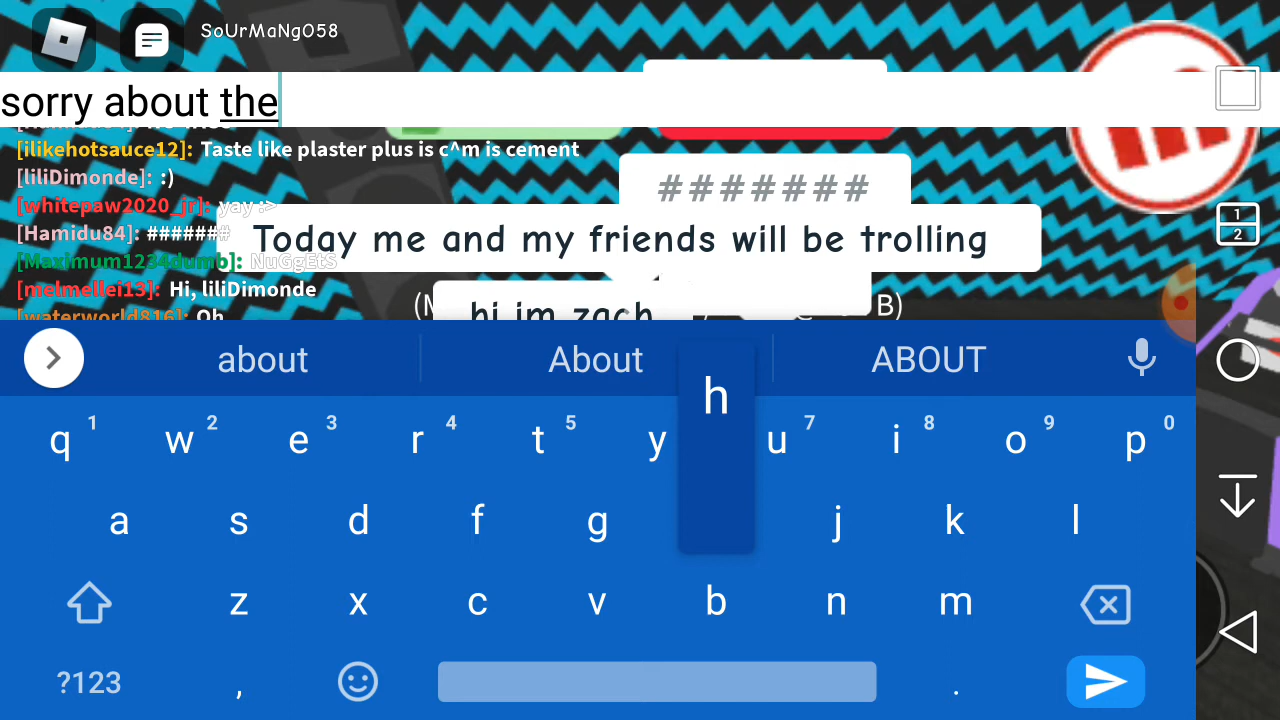 SoUrMaNgO58
sorry about the
[ilikehotsauce12]: Taste like plaster plus is c^m is cement
[liliDimonde]: :)
#######
[whitepaw2020_jr]: yay :>
[Hamidu84]: #######
Today me and my friends will be trolling
[Maximum1234dumb]: NuGgEtS
[melmellei13]: Hi, liliDimonde
hi im zach
B)
[waterworld816]: Oh
about About ABOUT
h
q 1 w 2 e 3 r 4 t 5 y u 7 i 8 o 9 p 0
a s d f g j k l
z x c v b n m
?123 , .
1
2